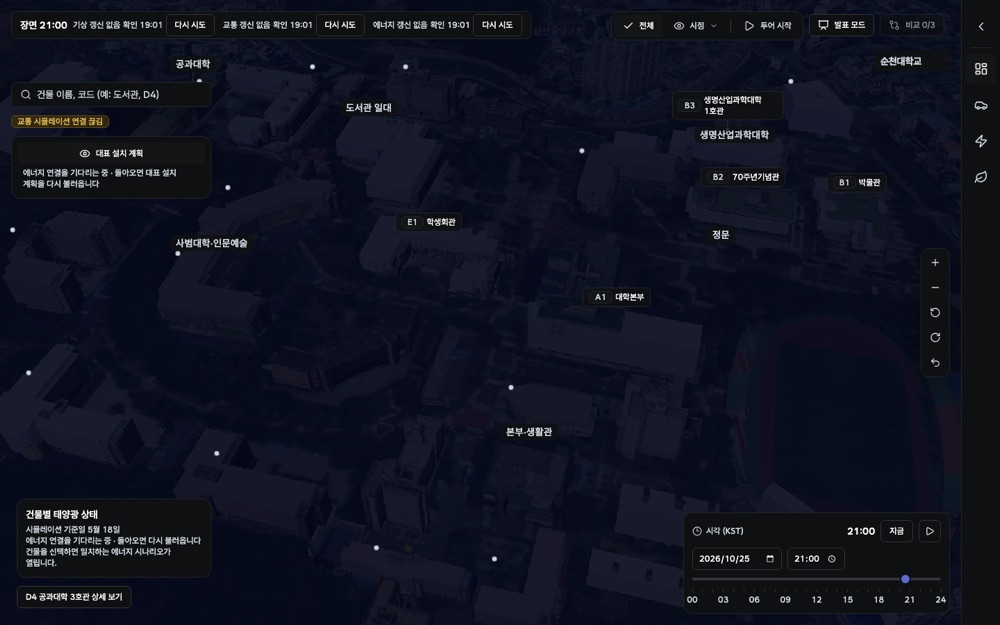 장면 21:00 기상 갱신 없음 확인 19:01 다시 시도 교통 갱신 없음 확인 19:01 다시 시도 에너지 갱신 없음 확인 19:01 다시 시도
전체 시점 투어 시작 발표 모드 비교 0/3
공과대학
순천대학교
건물 이름, 코드 (예: 도서관, D4)
도서관 일대
B3 생명산업과학대학
1호관
교통 시뮬레이션 연결 끊김
생명산업과학대학
대표 설치 계획
에너지 연결을 기다리는 중 · 돌아오면 대표 설치
계획을 다시 불러옵니다
B2 70주년기념관
B1 박물관
E1 학생회관
정문
사범대학·인문예술
A1 대학본부
본부·생활관
건물별 태양광 상태
시뮬레이션 기준일 5월 18일
에너지 연결을 기다리는 중 · 돌아오면 다시 불러옵니다
건물을 선택하면 일치하는 에너지 시나리오가
열립니다.
D4 공과대학 3호관 상세 보기
시각 (KST) 21:00 지금
2026/10/25 21:00
00 03 06 09 12 15 18 21 24